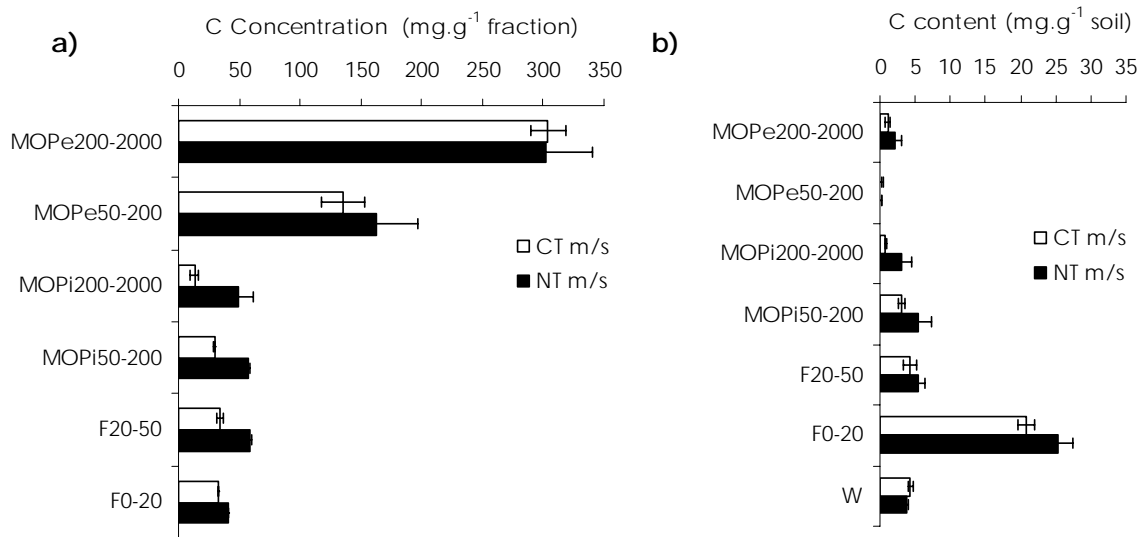 a)
C Concentration (mg.g-1 fraction)
0 50 100 150 200 250 300 350
MOPe200-2000
MOPe50-200
MOPi200-2000
MOPi50-200
F20-50
F0-20
CT m/s
NT m/s
b)
C content (mg.g-1 soil)
0 5 10 15 20 25 30 35
MOPe200-2000
MOPe50-200
MOPi200-2000
MOPi50-200
F20-50
F0-20
W
CT m/s
NT m/s